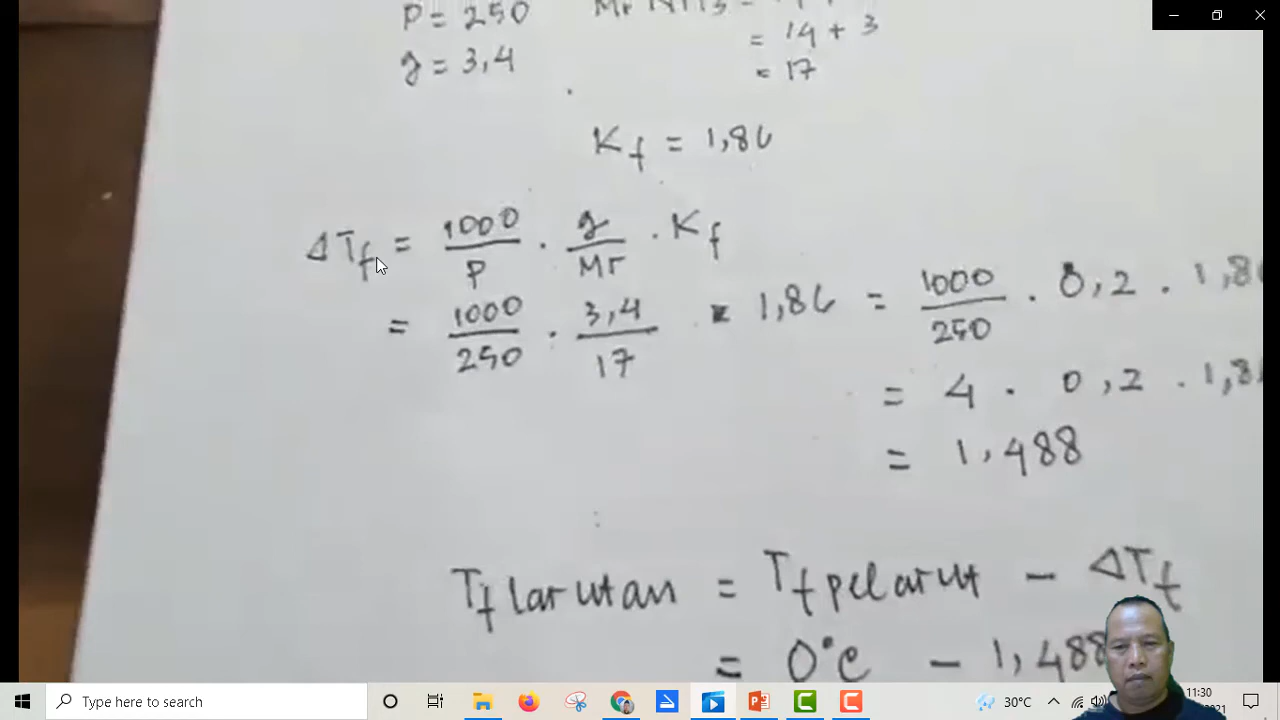 P = 250
= 14 + 3
g = 3,4
= 17
Kf = 1,86
ΔTf = 1000/P . g/Mr . Kf
= 1000/250 . 3,4/17 × 1,86 = 1000/250 . 0,2 . 1,8
= 4 . 0,2 . 1,8
= 1,488
Tf larutan = Tf pelarut - ΔTf
= 0°C - 1,488
Type here to search
30°C
11:30